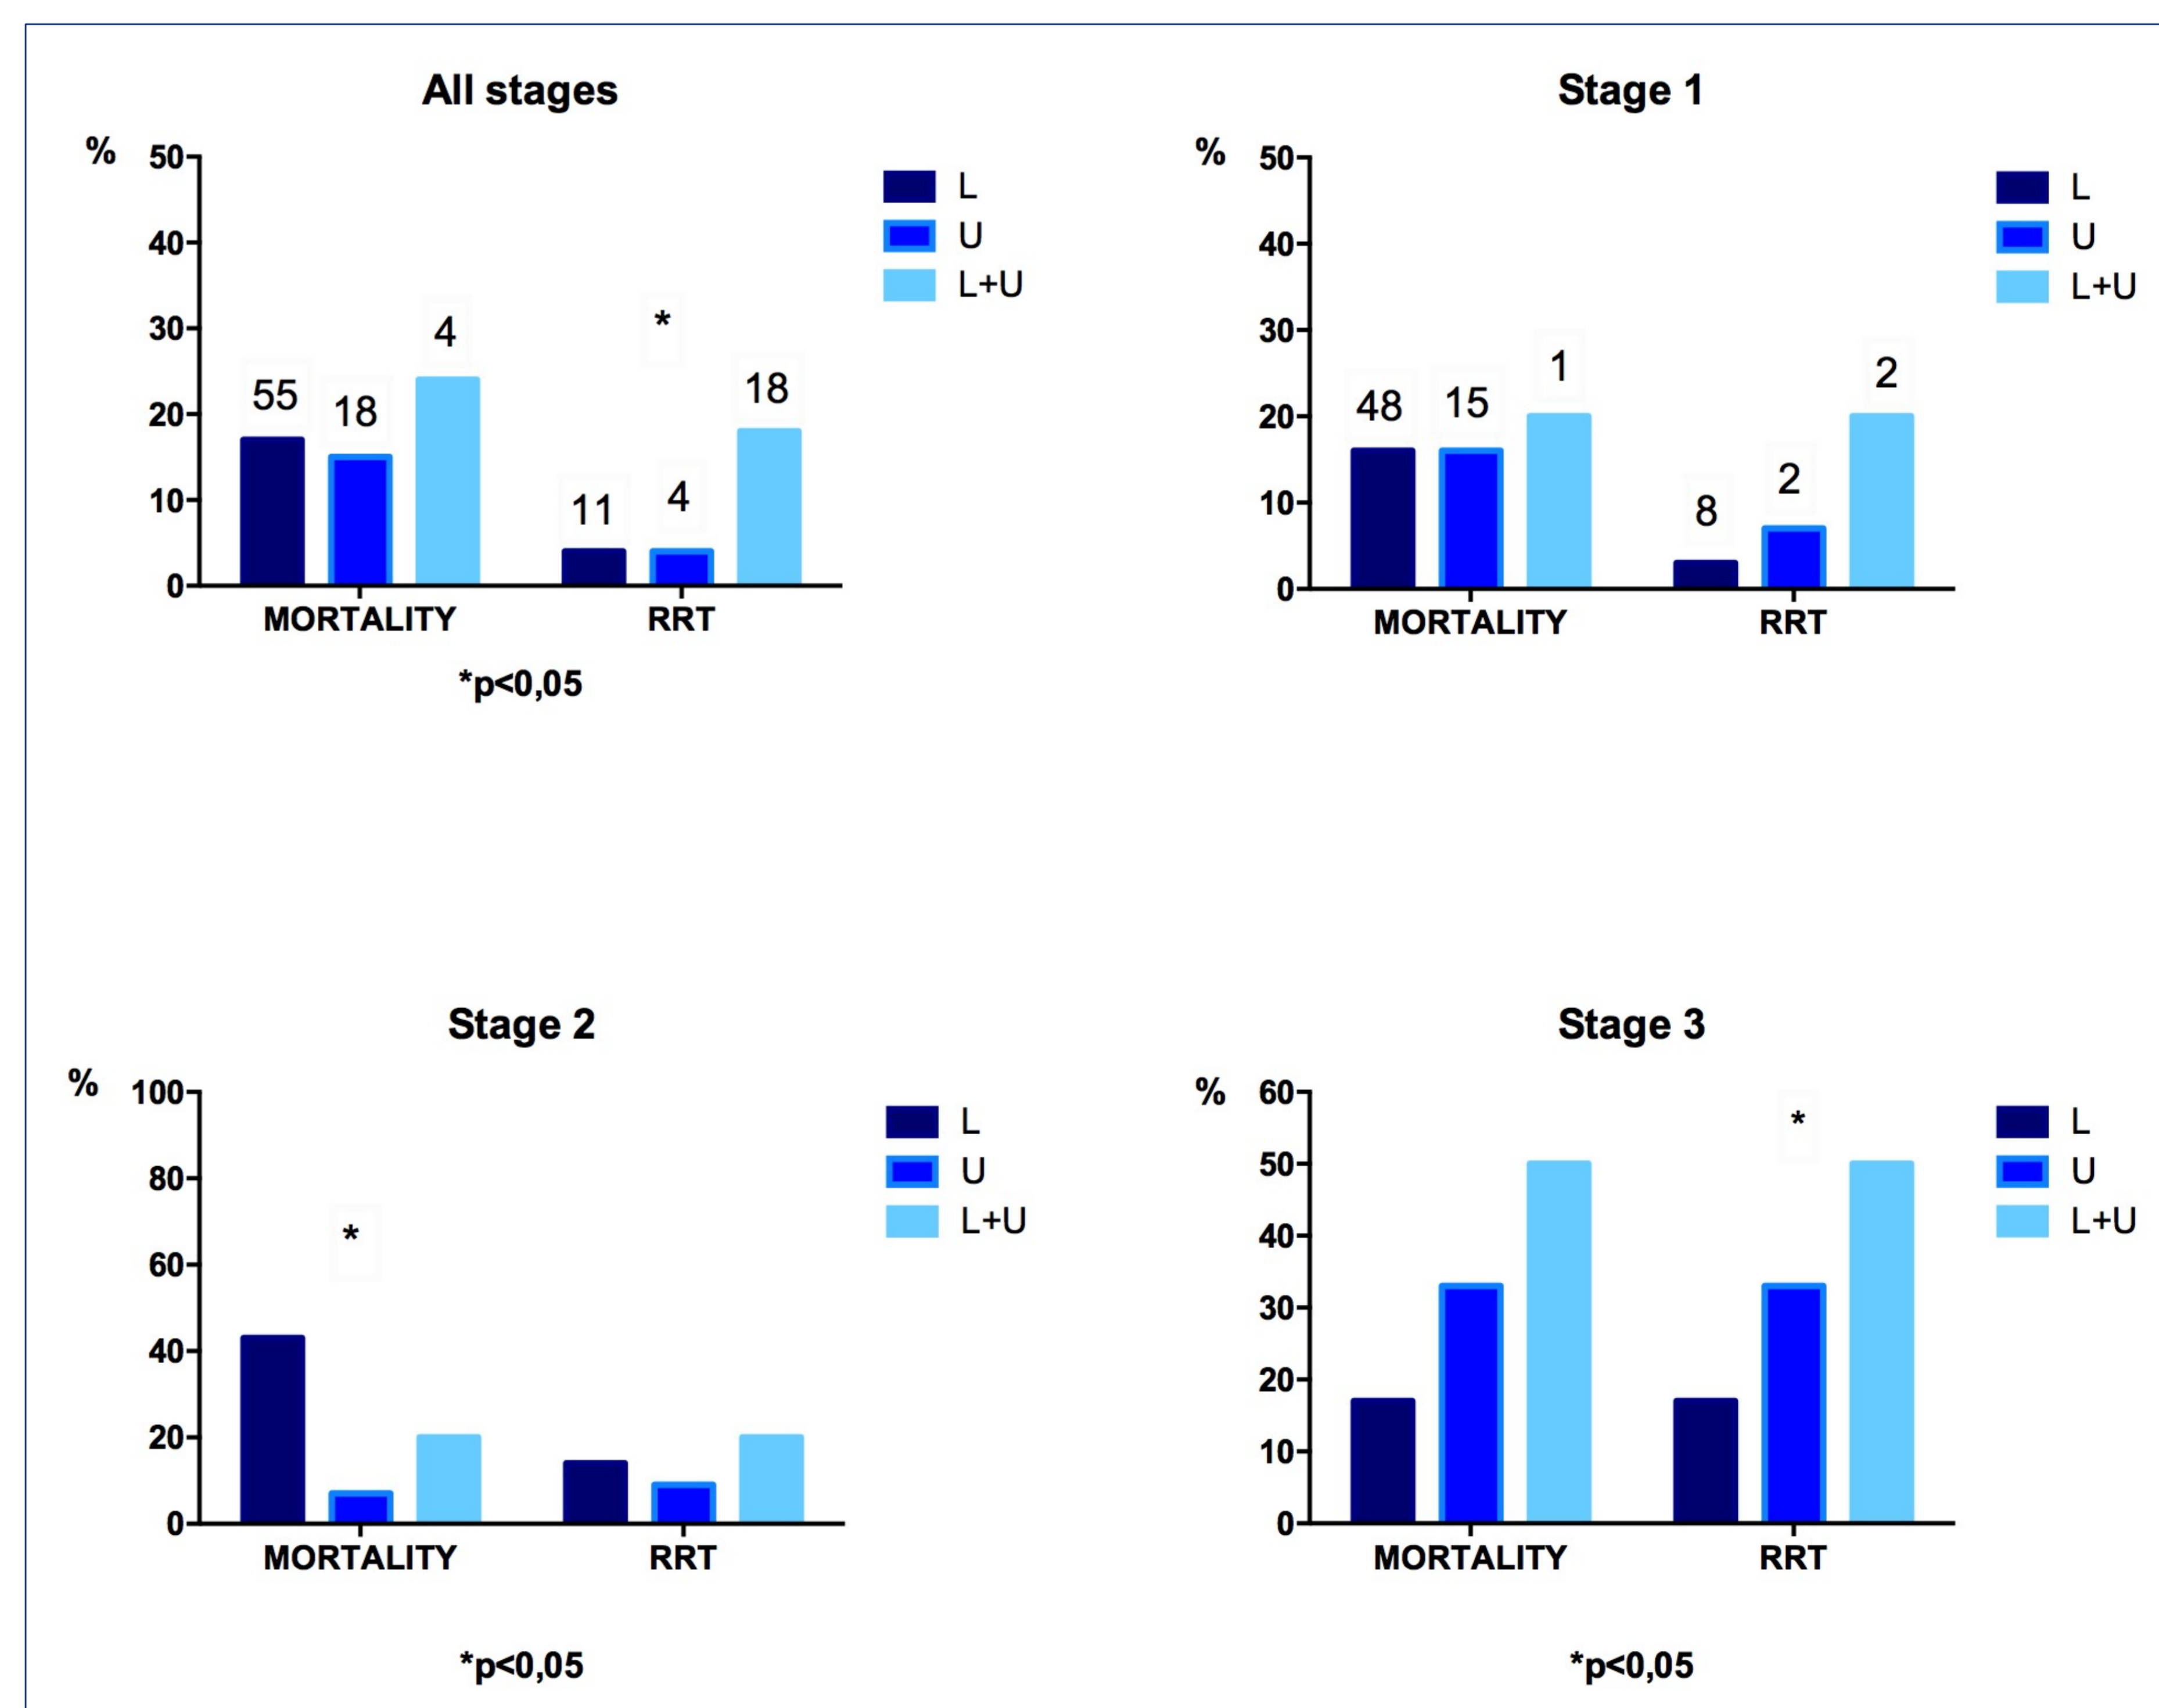 All stages
%
50
40
30
20
10
0
55
18
4
11
4
*
18
MORTALITY
RRT
*p<0,05
L
U
L+U
Stage 1
%
50
40
30
20
10
0
48
15
1
8
2
2
MORTALITY
RRT
L
U
L+U
Stage 2
%
100
80
60
40
20
0
*
MORTALITY
RRT
*p<0,05
L
U
L+U
Stage 3
%
60
50
40
30
20
10
0
*
MORTALITY
RRT
*p<0,05
L
U
L+U